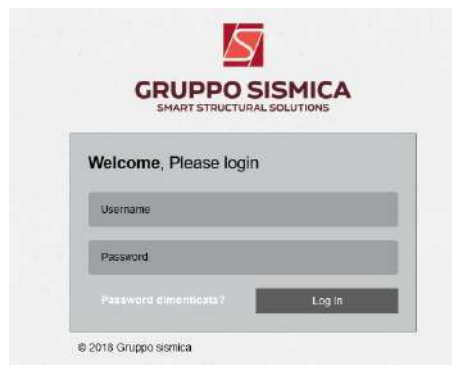 GRUPPO SISMICA
SMART STRUCTURAL SOLUTIONS
Welcome, Please login
Username
Password
Password dimenticata?
Log In
© 2018 Gruppo sismica